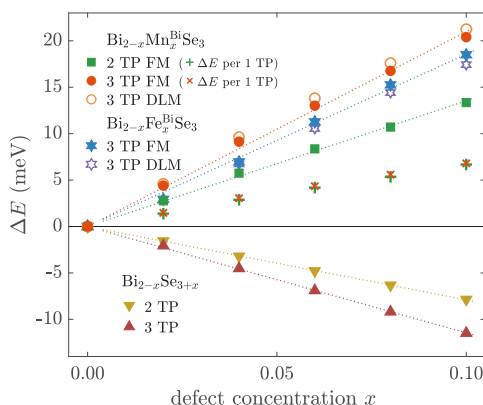 Bi₂₋ₓMnₓᴮⁱSe₃
2 TP FM (+ ΔE per 1 TP)
3 TP FM (× ΔE per 1 TP)
3 TP DLM
Bi₂₋ₓFeₓᴮⁱSe₃
3 TP FM
3 TP DLM
Bi₂₋ₓSe₃₊ₓ
2 TP
3 TP
ΔE (meV)
20
15
10
5
0
-5
-10
0.00
0.05
0.10
defect concentration x